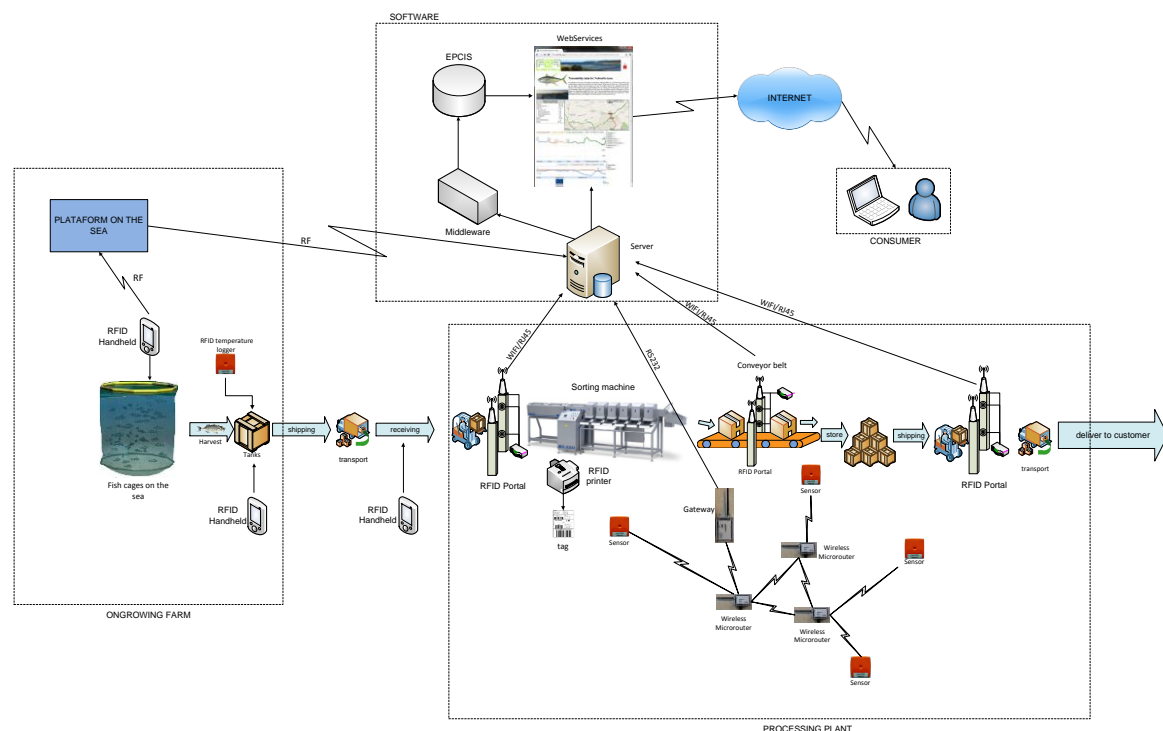 SOFTWARE
WebServices
EPCIS
INTERNET
Middleware
Server
CONSUMER
PLATAFORM ON THE
SEA
RF
RF
RFID
Handheld
RFID temperature
logger
Harvest
Tanks
shipping
transport
receiving
Fish cages on the
sea
RFID
Handheld
RFID
Handheld
ONGROWING FARM
WIFI/RJ45
RS232
WIFI/RJ45
WIFI/RJ45
Sorting machine
Conveyor belt
RFID Portal
RFID
printer
tag
RFID Portal
store
shipping
RFID Portal
transport
deliver to customer
Gateway
Sensor
Sensor
Sensor
Sensor
Wireless
Microrouter
Wireless
Microrouter
Wireless
Microrouter
PROCESSING PLANT